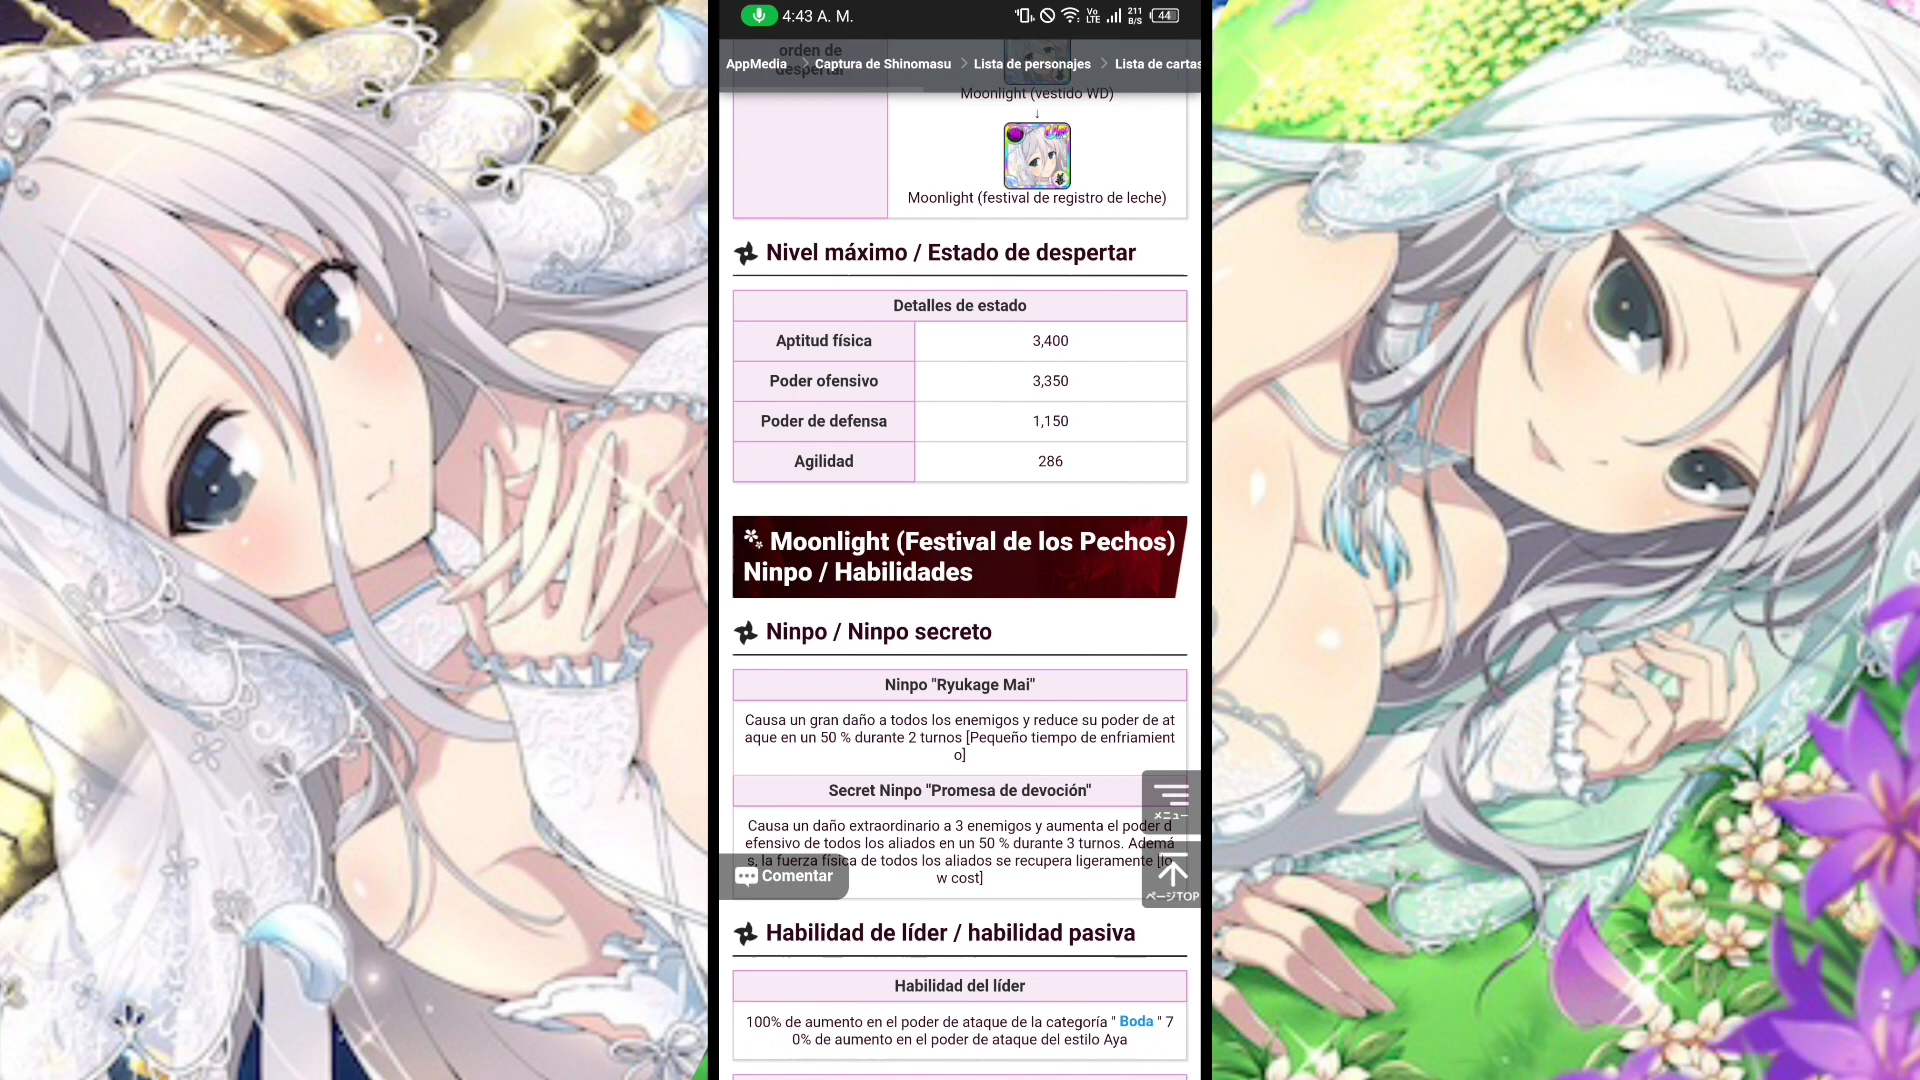 4:43 A. M.
Vo LTE 211 B/S 44
orden de
despertar
AppMedia Captura de Shinomasu Lista de personajes Lista de cartas
Moonlight (vestido WD)
↓
Moonlight (festival de registro de leche)
Nivel máximo / Estado de despertar
Detalles de estado
Aptitud física 3,400
Poder ofensivo 3,350
Poder de defensa 1,150
Agilidad 286
Moonlight (Festival de los Pechos)
Ninpo / Habilidades
Ninpo / Ninpo secreto
Ninpo "Ryukage Mai"
Causa un gran daño a todos los enemigos y reduce su poder de at
aque en un 50 % durante 2 turnos [Pequeño tiempo de enfriamient
o]
Secret Ninpo "Promesa de devoción"
Causa un daño extraordinario a 3 enemigos y aumenta el poder d
efensivo de todos los aliados en un 50 % durante 3 turnos. Ademá
s, la fuerza física de todos los aliados se recupera ligeramente [lo
w cost]
メニュー
Comentar
ページTOP
Habilidad de líder / habilidad pasiva
Habilidad del líder
100% de aumento en el poder de ataque de la categoría " Boda " 7
0% de aumento en el poder de ataque del estilo Aya